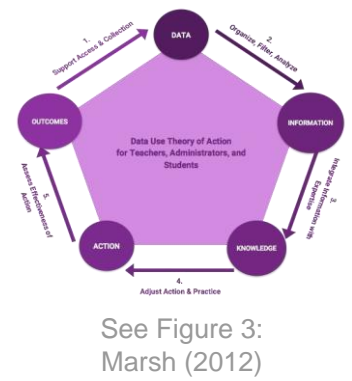 1.
Support Access & Collection
DATA
2.
Organize, Filter, Analyze
OUTCOMES
INFORMATION
Data Use Theory of Action
for Teachers, Administrators, and
Students
3.
Integrate Information with
Expertise
5.
Assess Effectiveness of
Action
ACTION
KNOWLEDGE
4.
Adjust Action & Practice
See Figure 3:
Marsh (2012)